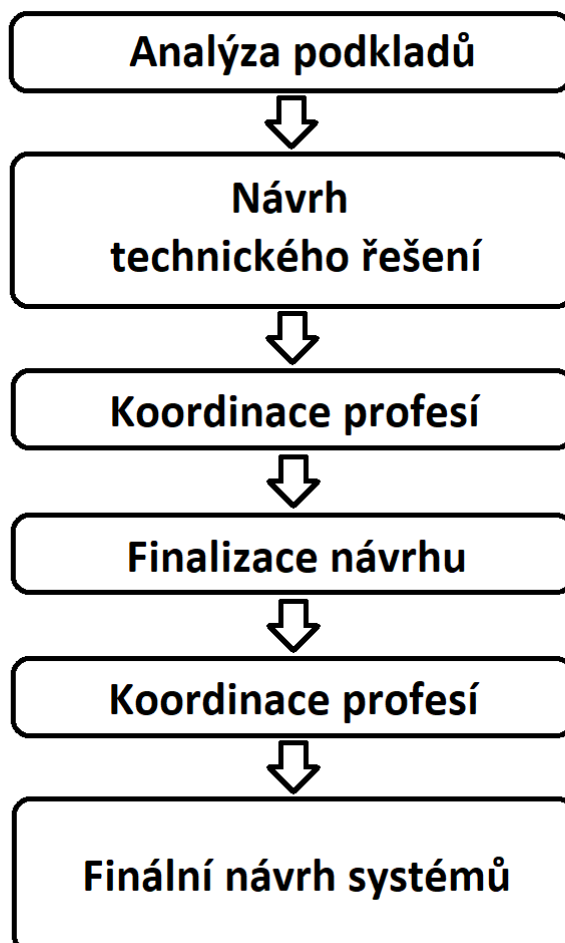 Analýza podkladů
Návrh
technického řešení
Koordinace profesí
Finalizace návrhu
Koordinace profesí
Finální návrh systémů